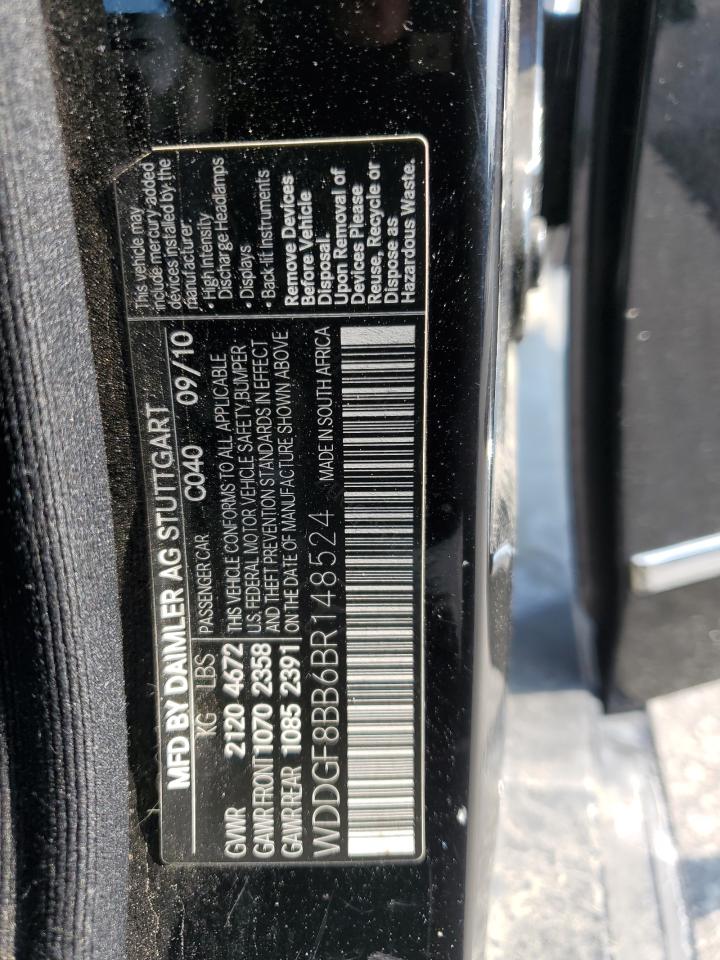 MFD BY DAIMLER AG STUTTGART
C040 09/10
KG LBS PASSENGER CAR
GVWR 2120 4672
GAWR FRONT 1070 2358
GAWR REAR 1085 2391
THIS VEHICLE CONFORMS TO ALL APPLICABLE
U.S. FEDERAL MOTOR VEHICLE SAFETY, BUMPER
AND THEFT PREVENTION STANDARDS IN EFFECT
ON THE DATE OF MANUFACTURE SHOWN ABOVE
WDDGF8BB6BR148524 MADE IN SOUTH AFRICA
This vehicle may
include mercury added
devices installed by the
manufacturer:
• High Intensity
Discharge Headlamps
• Displays
• Back-lit Instruments
Remove Devices
Before Vehicle
Disposal.
Upon Removal of
Devices Please
Reuse, Recycle or
Dispose as
Hazardous Waste.